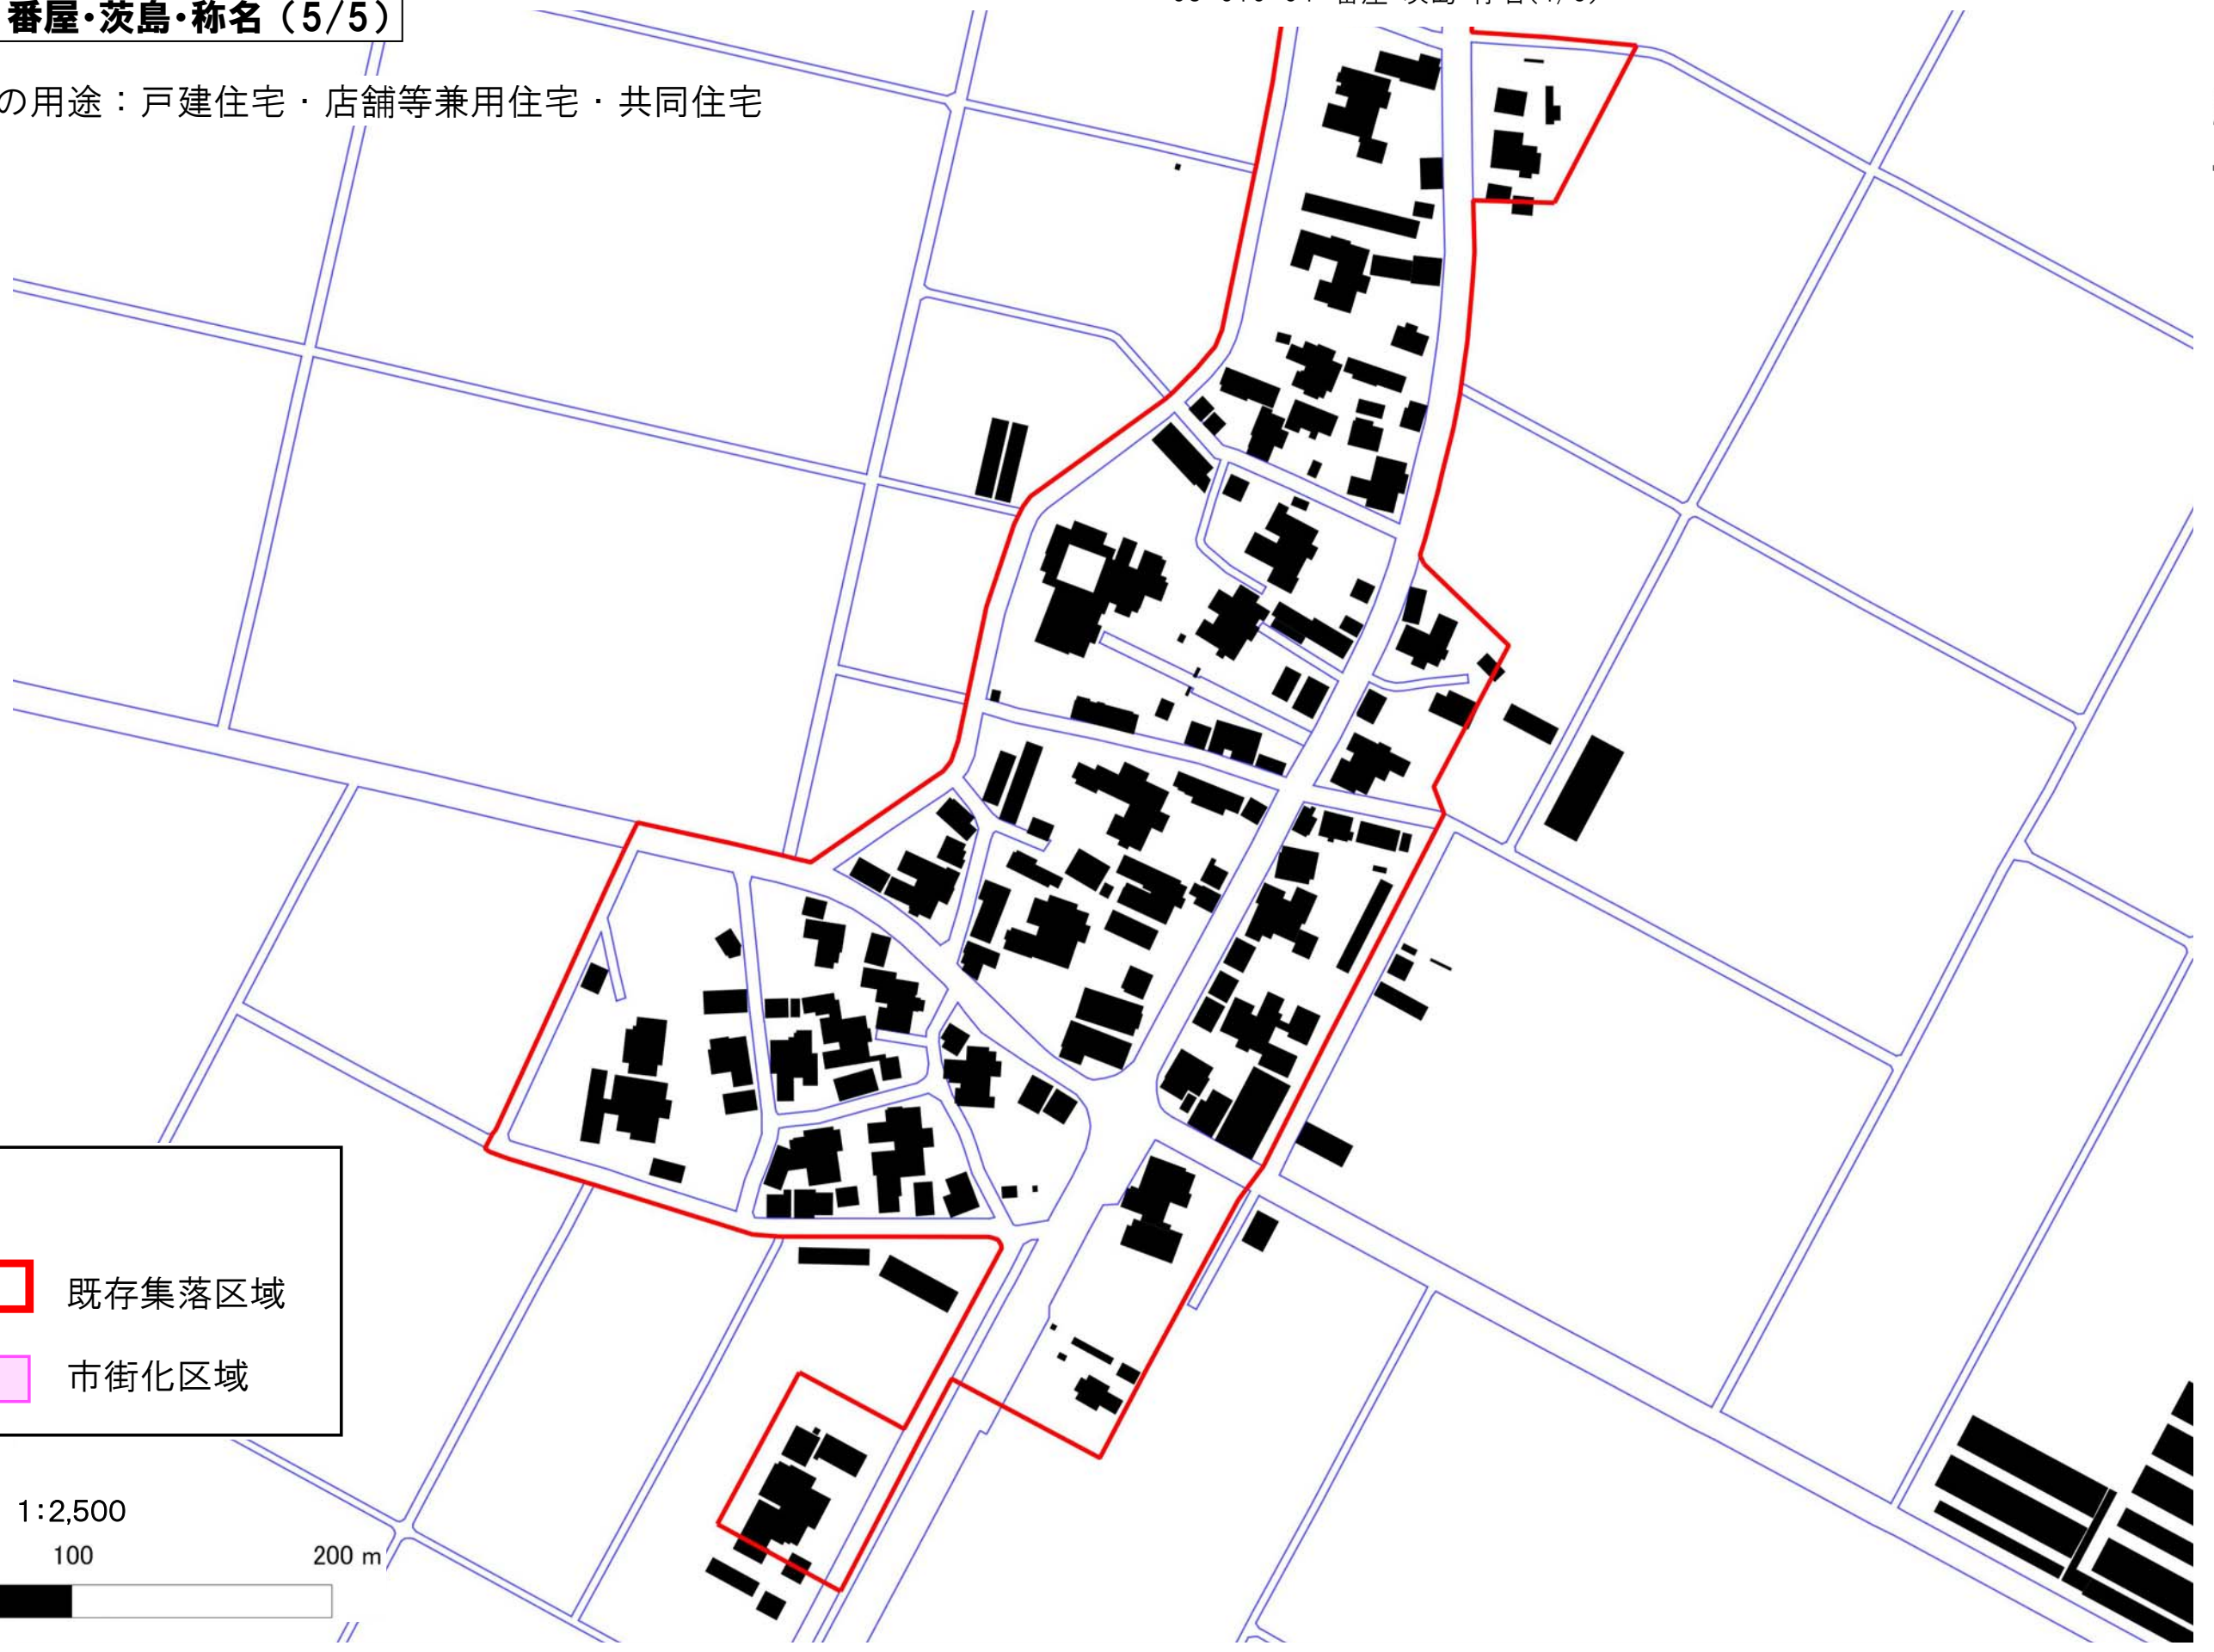 番屋・茨島・称名（5/5）
の用途：戸建住宅・店舗等兼用住宅・共同住宅
既存集落区域
市街化区域
1:2,500
100 200 m